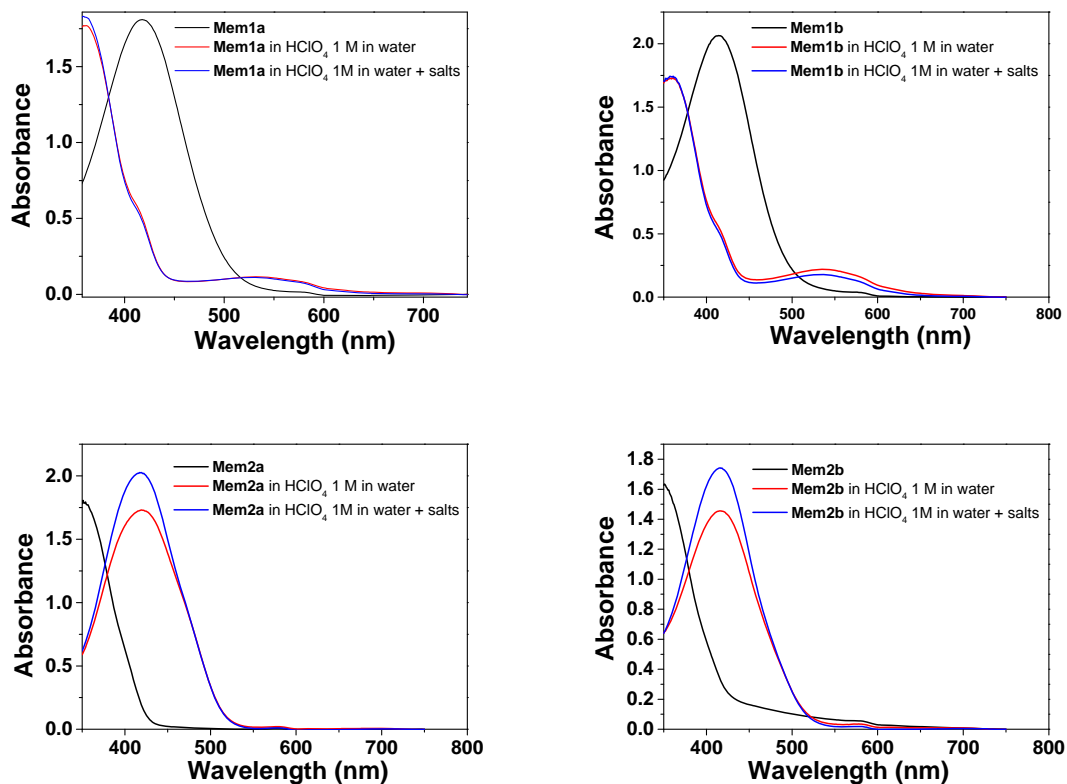 Mem1a
Mem1a in HClO4 1 M in water
Mem1a in HClO4 1M in water + salts
1.5
1.0
0.5
0.0
Absorbance
400 500 600 700
Wavelength (nm)
Mem1b
Mem1b in HClO4 1 M in water
Mem1b in HClO4 1M in water + salts
2.0
1.5
1.0
0.5
0.0
Absorbance
400 500 600 700 800
Wavelength (nm)
Mem2a
Mem2a in HClO4 1 M in water
Mem2a in HClO4 1M in water + salts
2.0
1.5
1.0
0.5
0.0
Absorbance
400 500 600 700 800
Wavelength (nm)
Mem2b
Mem2b in HClO4 1 M in water
Mem2b in HClO4 1M in water + salts
1.8
1.6
1.4
1.2
1.0
0.8
0.6
0.4
0.2
0.0
Absorbance
400 500 600 700 800
Wavelength (nm)